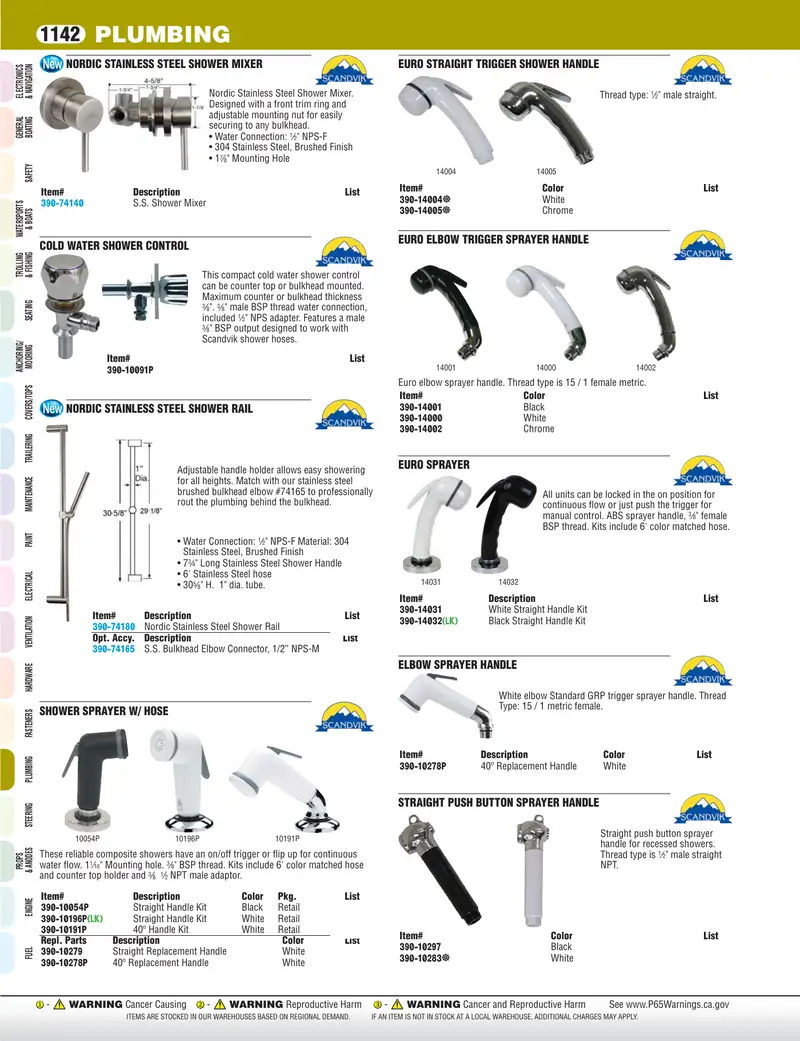 1142 PLUMBING
ELECTRONICS
& NAVIGATION
GENERAL
BOATING
SAFETY
WATERSPORTS
& BOATS
TROLLING
& FISHING
SEATING
ANCHORING/
MOORING
COVERS/TOPS
TRAILERING
MAINTENANCE
PAINT
ELECTRICAL
VENTILATION
HARDWARE
FASTENERS
PLUMBING
STEERING
PROPS
& ANODES
ENGINE
FUEL
New NORDIC STAINLESS STEEL SHOWER MIXER
SCANDVIK
4-5/8"
1-3/4"
1-3/4"
1-7/8"
Nordic Stainless Steel Shower Mixer.
Designed with a front trim ring and
adjustable mounting nut for easily
securing to any bulkhead.
• Water Connection: ½" NPS-F
• 304 Stainless Steel, Brushed Finish
• 1⅞" Mounting Hole
Item# Description List
390-74140 S.S. Shower Mixer
COLD WATER SHOWER CONTROL
SCANDVIK
This compact cold water shower control
can be counter top or bulkhead mounted.
Maximum counter or bulkhead thickness
⅝". ⅜" male BSP thread water connection,
included ½" NPS adapter. Features a male
⅜" BSP output designed to work with
Scandvik shower hoses.
Item# List
390-10091P
New NORDIC STAINLESS STEEL SHOWER RAIL
SCANDVIK
1"
Dia.
30-5/8"
29-1/8"
Adjustable handle holder allows easy showering
for all heights. Match with our stainless steel
brushed bulkhead elbow #74165 to professionally
rout the plumbing behind the bulkhead.
• Water Connection: ½" NPS-F Material: 304
Stainless Steel, Brushed Finish
• 7¾" Long Stainless Steel Shower Handle
• 6' Stainless Steel hose
• 30⅝" H. 1" dia. tube.
Item# Description List
390-74180 Nordic Stainless Steel Shower Rail
Opt. Accy. Description List
390-74165 S.S. Bulkhead Elbow Connector, 1/2" NPS-M
SHOWER SPRAYER W/ HOSE
SCANDVIK
10054P 10196P 10191P
These reliable composite showers have an on/off trigger or flip up for continuous
water flow. 1¹⁄₁₆" Mounting hole. ⅜" BSP thread. Kits include 6' color matched hose
and counter top holder and ⅜ ½ NPT male adaptor.
Item# Description Color Pkg. List
390-10054P Straight Handle Kit Black Retail
390-10196P(LK) Straight Handle Kit White Retail
390-10191P 40º Handle Kit White Retail
Repl. Parts Description Color List
390-10279 Straight Replacement Handle White
390-10278P 40º Replacement Handle White
EURO STRAIGHT TRIGGER SHOWER HANDLE
SCANDVIK
Thread type: ½" male straight.
14004 14005
Item# Color List
390-14004 White
390-14005 Chrome
EURO ELBOW TRIGGER SPRAYER HANDLE
SCANDVIK
14001 14000 14002
Euro elbow sprayer handle. Thread type is 15 / 1 female metric.
Item# Color List
390-14001 Black
390-14000 White
390-14002 Chrome
EURO SPRAYER
SCANDVIK
All units can be locked in the on position for
continuous flow or just push the trigger for
manual control. ABS sprayer handle, ⅜" female
BSP thread. Kits include 6' color matched hose.
14031 14032
Item# Description List
390-14031 White Straight Handle Kit
390-14032(LK) Black Straight Handle Kit
ELBOW SPRAYER HANDLE
SCANDVIK
White elbow Standard GRP trigger sprayer handle. Thread
Type: 15 / 1 metric female.
Item# Description Color List
390-10278P 40º Replacement Handle White
STRAIGHT PUSH BUTTON SPRAYER HANDLE
SCANDVIK
Straight push button sprayer
handle for recessed showers.
Thread type is ½" male straight
NPT.
Item# Color List
390-10297 Black
390-10283 White
1 - WARNING Cancer Causing 2 - WARNING Reproductive Harm 3 - WARNING Cancer and Reproductive Harm See www.P65Warnings.ca.gov
ITEMS ARE STOCKED IN OUR WAREHOUSES BASED ON REGIONAL DEMAND. IF AN ITEM IS NOT IN STOCK AT A LOCAL WAREHOUSE, ADDITIONAL CHARGES MAY APPLY.